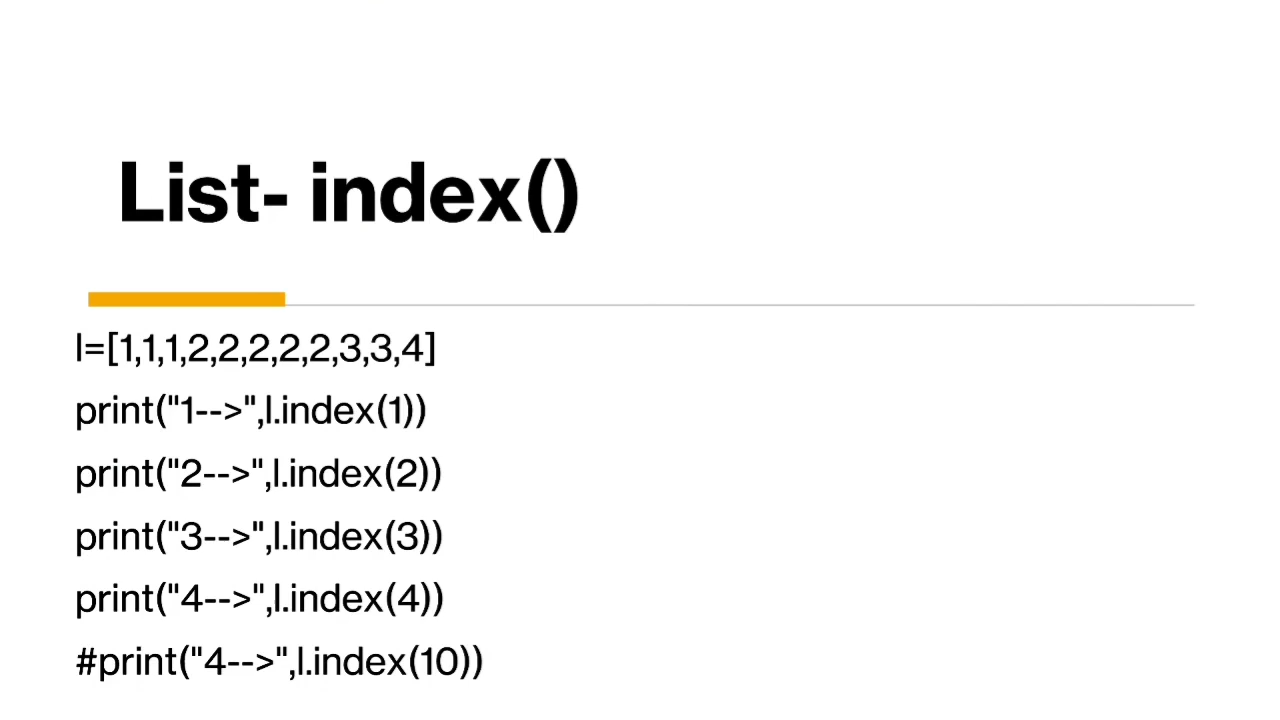 List- index()
l=[1,1,1,2,2,2,2,2,3,3,4]
print("1-->",l.index(1))
print("2-->",l.index(2))
print("3-->",l.index(3))
print("4-->",l.index(4))
#print("4-->",l.index(10))